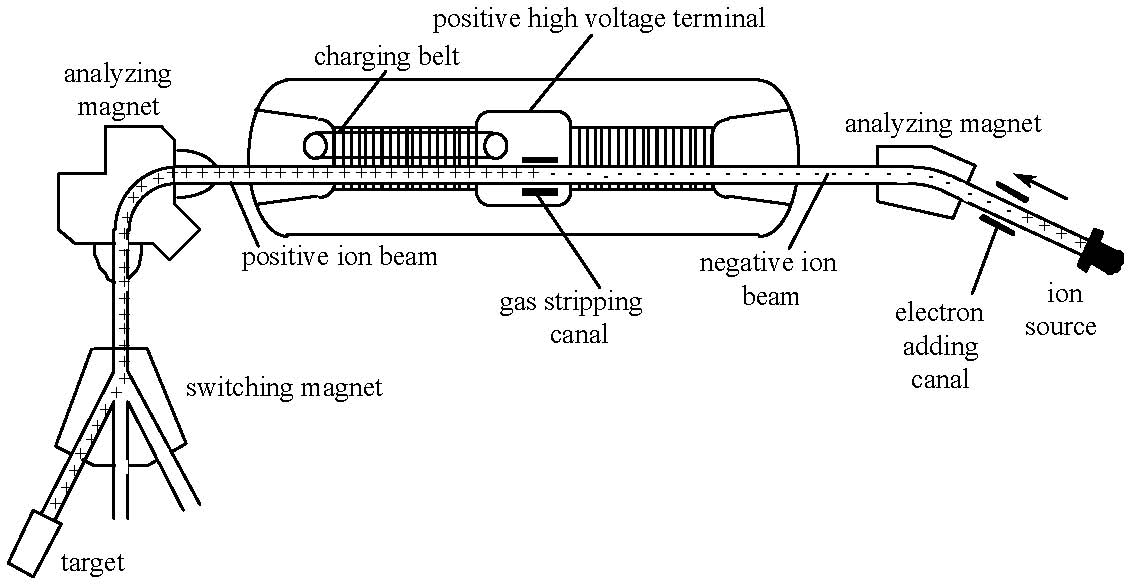 positive high voltage terminal
charging belt
analyzing
magnet
analyzing magnet
positive ion beam
negative ion
beam
gas stripping
canal
electron
adding
canal
ion
source
switching magnet
target